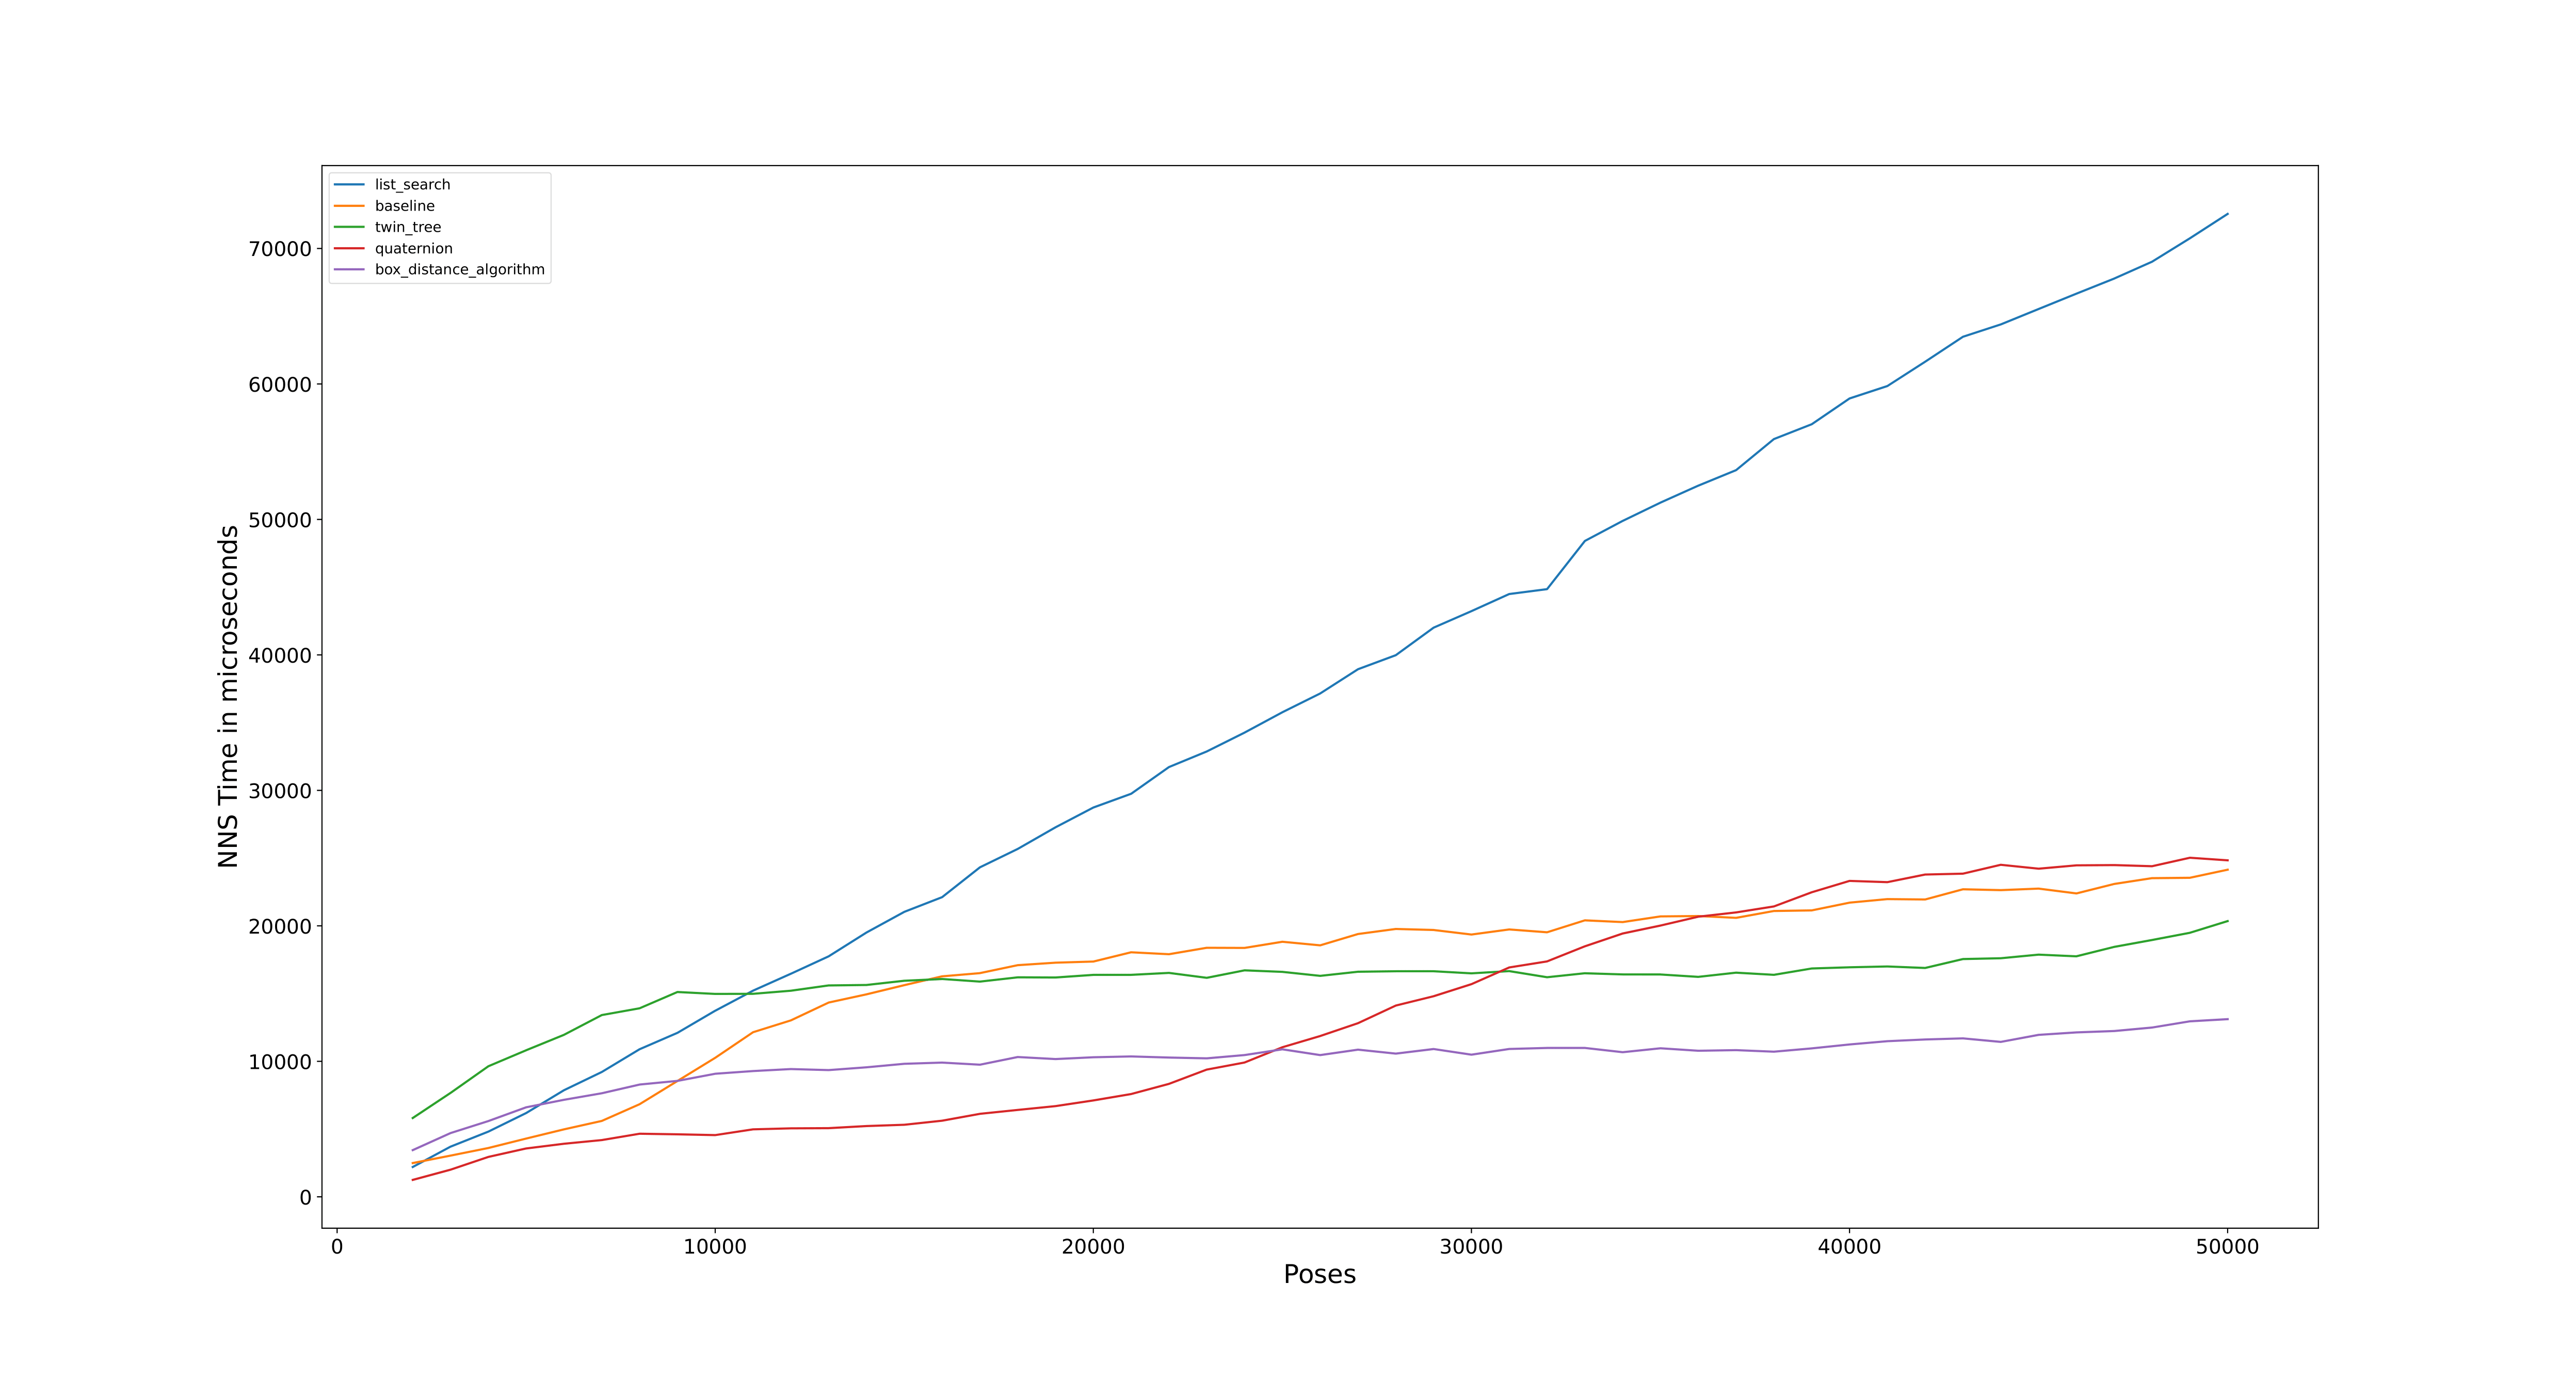 list_search
baseline
twin_tree
quaternion
box_distance_algorithm
NNS Time in microseconds
70000
60000
50000
40000
30000
20000
10000
0
0 10000 20000 30000 40000 50000
Poses